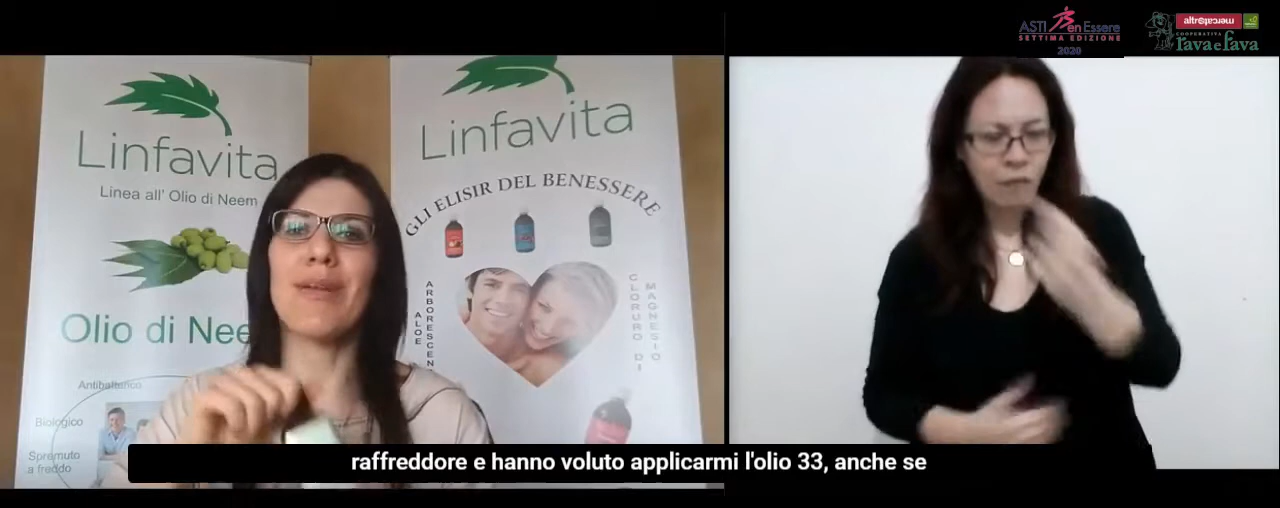 ASTI BenEssere
SETTIMA EDIZIONE
2020
altromercato
COOPERATIVA
rava e fava
Linfavita
Linea all' Olio di Neem
Olio di Nee
Antibatterico
Biologico
Spremuto
a freddo
Linfavita
GLI ELISIR DEL BENESSERE
ALOE
ARBORESCEN
CLORURO DI
MAGNESIO
raffreddore e hanno voluto applicarmi l'olio 33, anche se